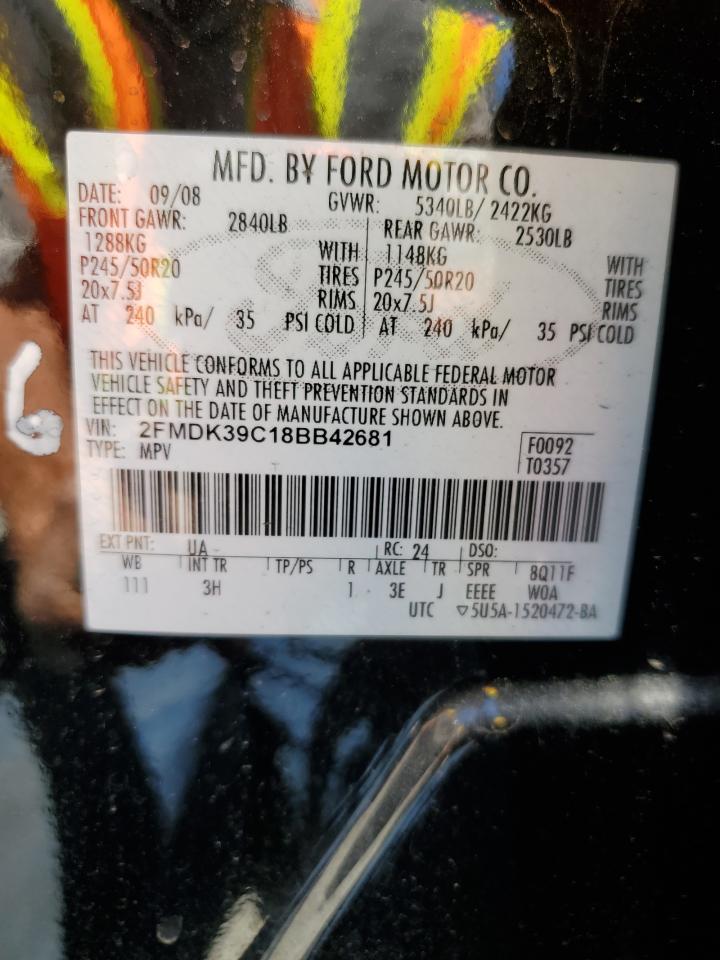 MFD. BY FORD MOTOR CO.
DATE: 09/08 GVWR: 5340LB/ 2422KG
FRONT GAWR: 2840LB REAR GAWR: 2530LB
1288KG WITH 1148KG WITH
P245/50R20 TIRES P245/50R20 TIRES
20x7.5J RIMS 20x7.5J RIMS
AT 240 kPa/ 35 PSI COLD AT 240 kPa/ 35 PSI COLD
THIS VEHICLE CONFORMS TO ALL APPLICABLE FEDERAL MOTOR
VEHICLE SAFETY AND THEFT PREVENTION STANDARDS IN
EFFECT ON THE DATE OF MANUFACTURE SHOWN ABOVE.
VIN: 2FMDK39C18BB42681 F0092
TYPE: MPV T0357
EXT PNT: UA RC: 24 DSO:
WB INT TR TP/PS R AXLE TR SPR 8Q11F
111 3H 1 3E J EEEE WOA
UTC ▽5U5A-1520472-BA
6